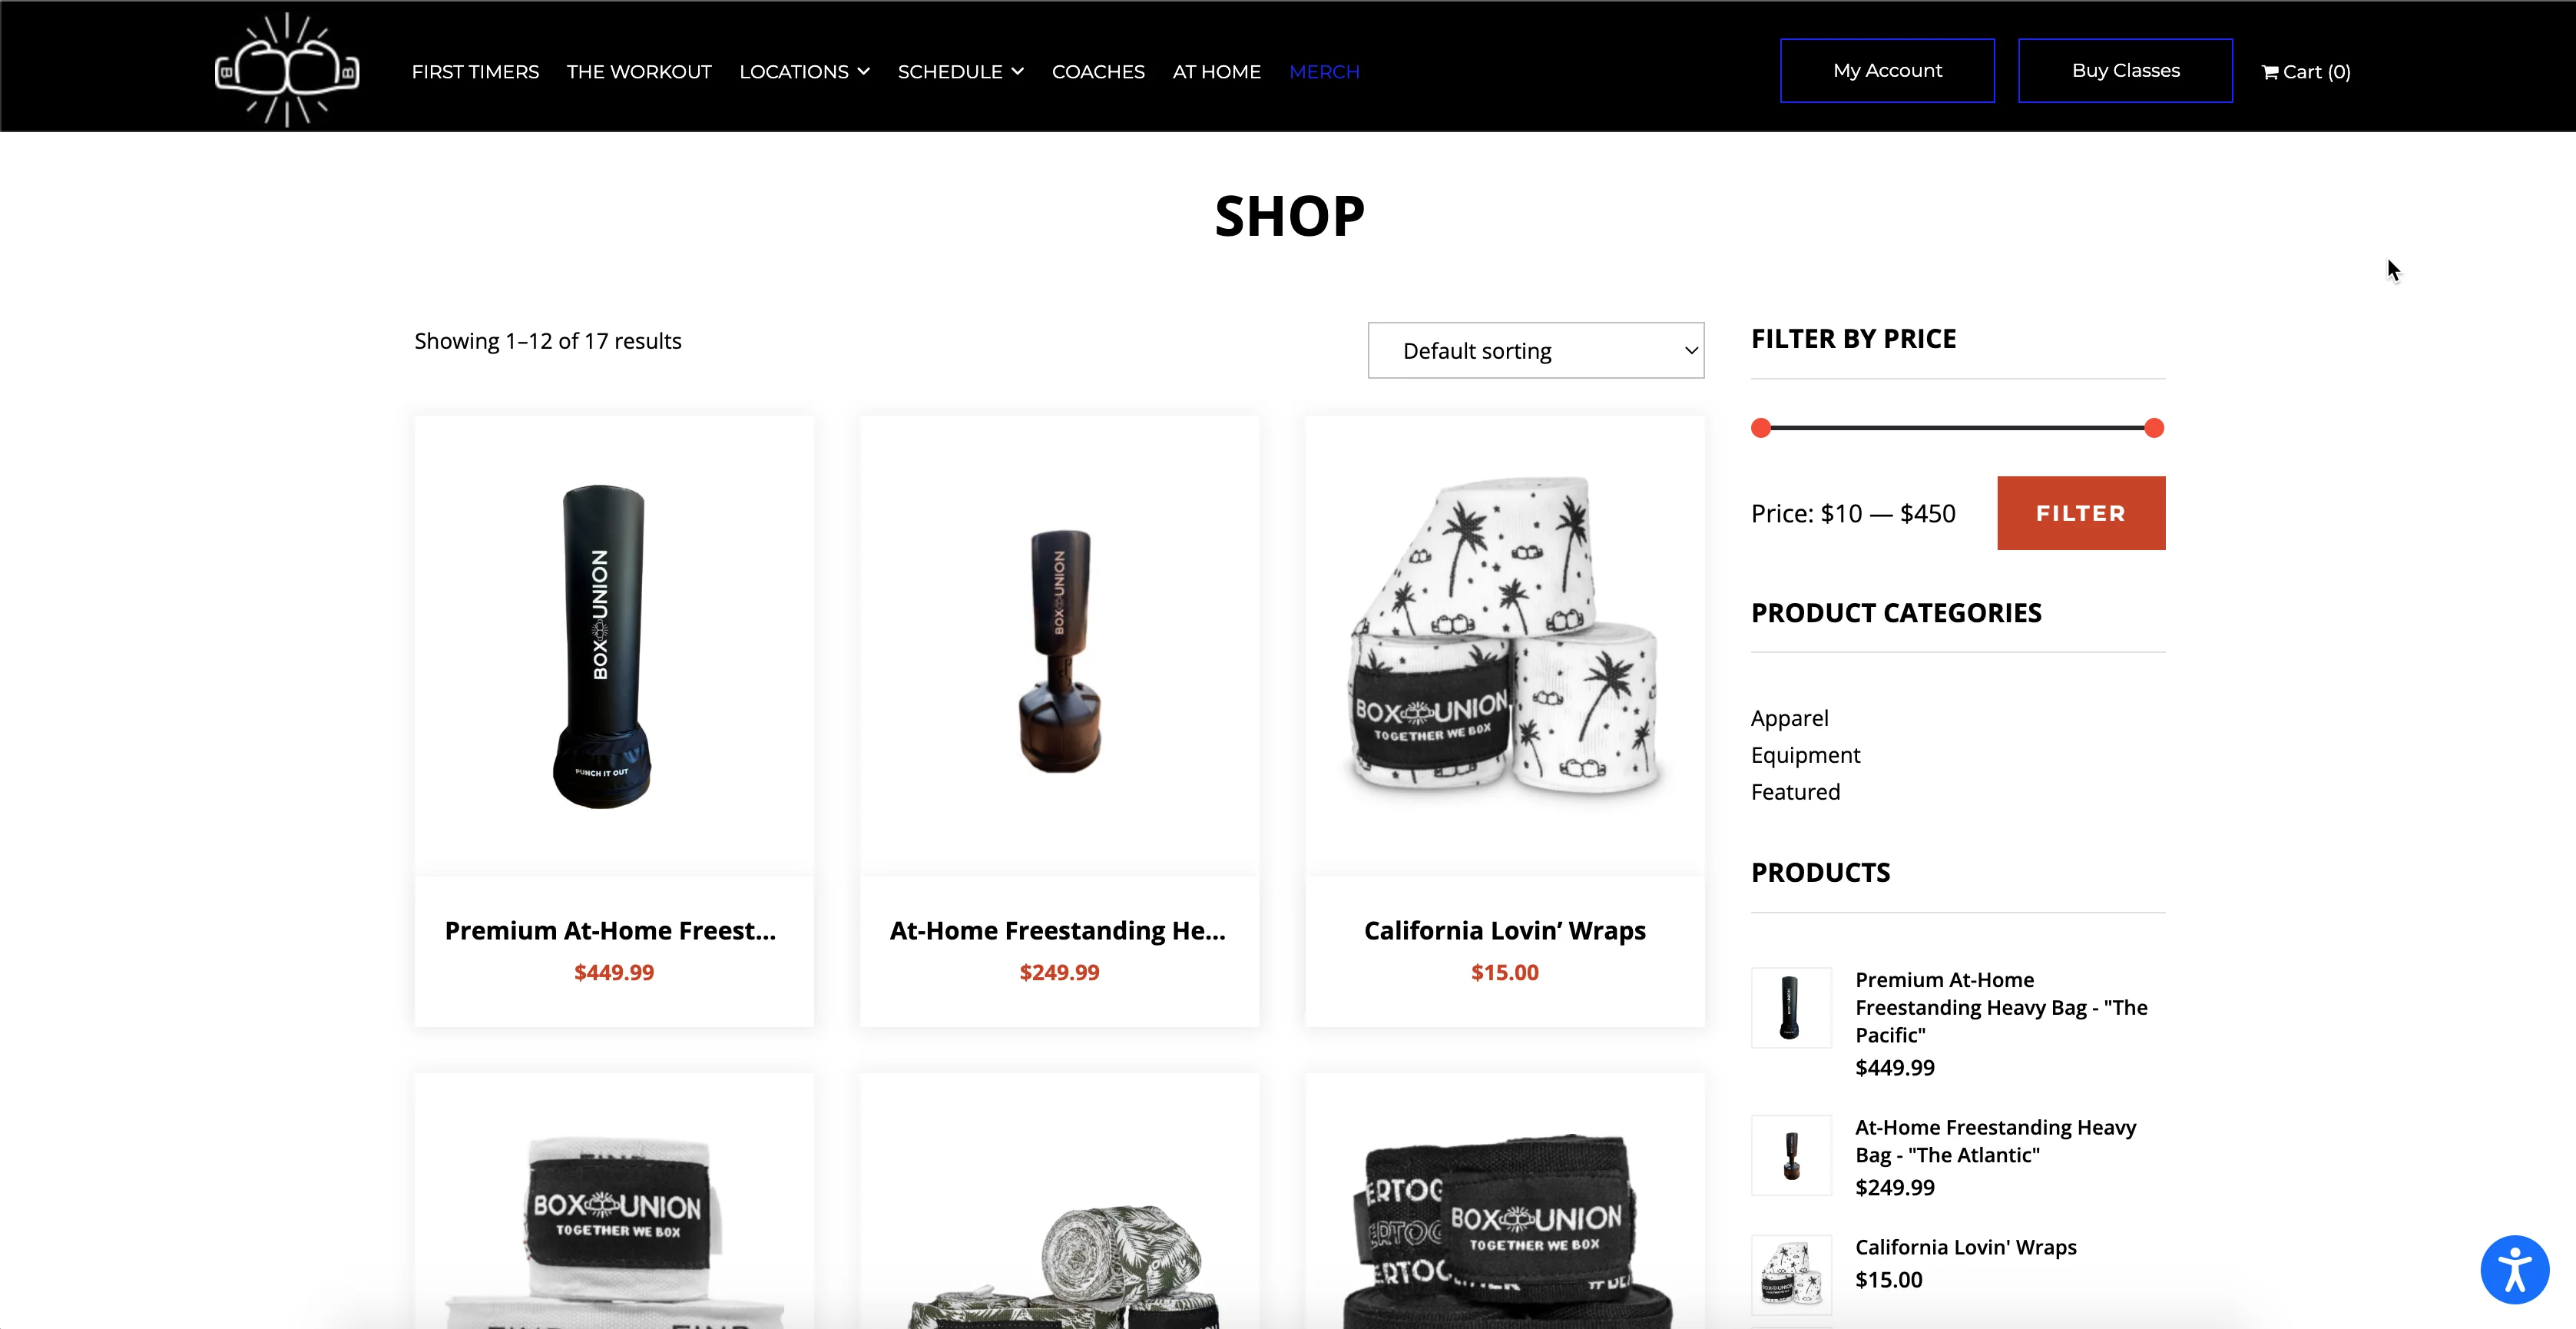 B B
FIRST TIMERS THE WORKOUT LOCATIONS SCHEDULE COACHES AT HOME MERCH
My Account
Buy Classes
Cart (0)
SHOP
Showing 1–12 of 17 results
Default sorting
BOX UNION
PUNCH IT OUT
Premium At-Home Freest...
$449.99
BOX UNION
At-Home Freestanding He...
$249.99
BOX UNION
TOGETHER WE BOX
California Lovin’ Wraps
$15.00
BOX UNION
TOGETHER WE BOX
ERTOG
ERTOG
ERTOG
BOX UNION
TOGETHER WE BOX
FILTER BY PRICE
Price: $10 — $450
FILTER
PRODUCT CATEGORIES
Apparel
Equipment
Featured
PRODUCTS
Premium At-Home
Freestanding Heavy Bag - "The
Pacific"
$449.99
At-Home Freestanding Heavy
Bag - "The Atlantic"
$249.99
California Lovin' Wraps
$15.00